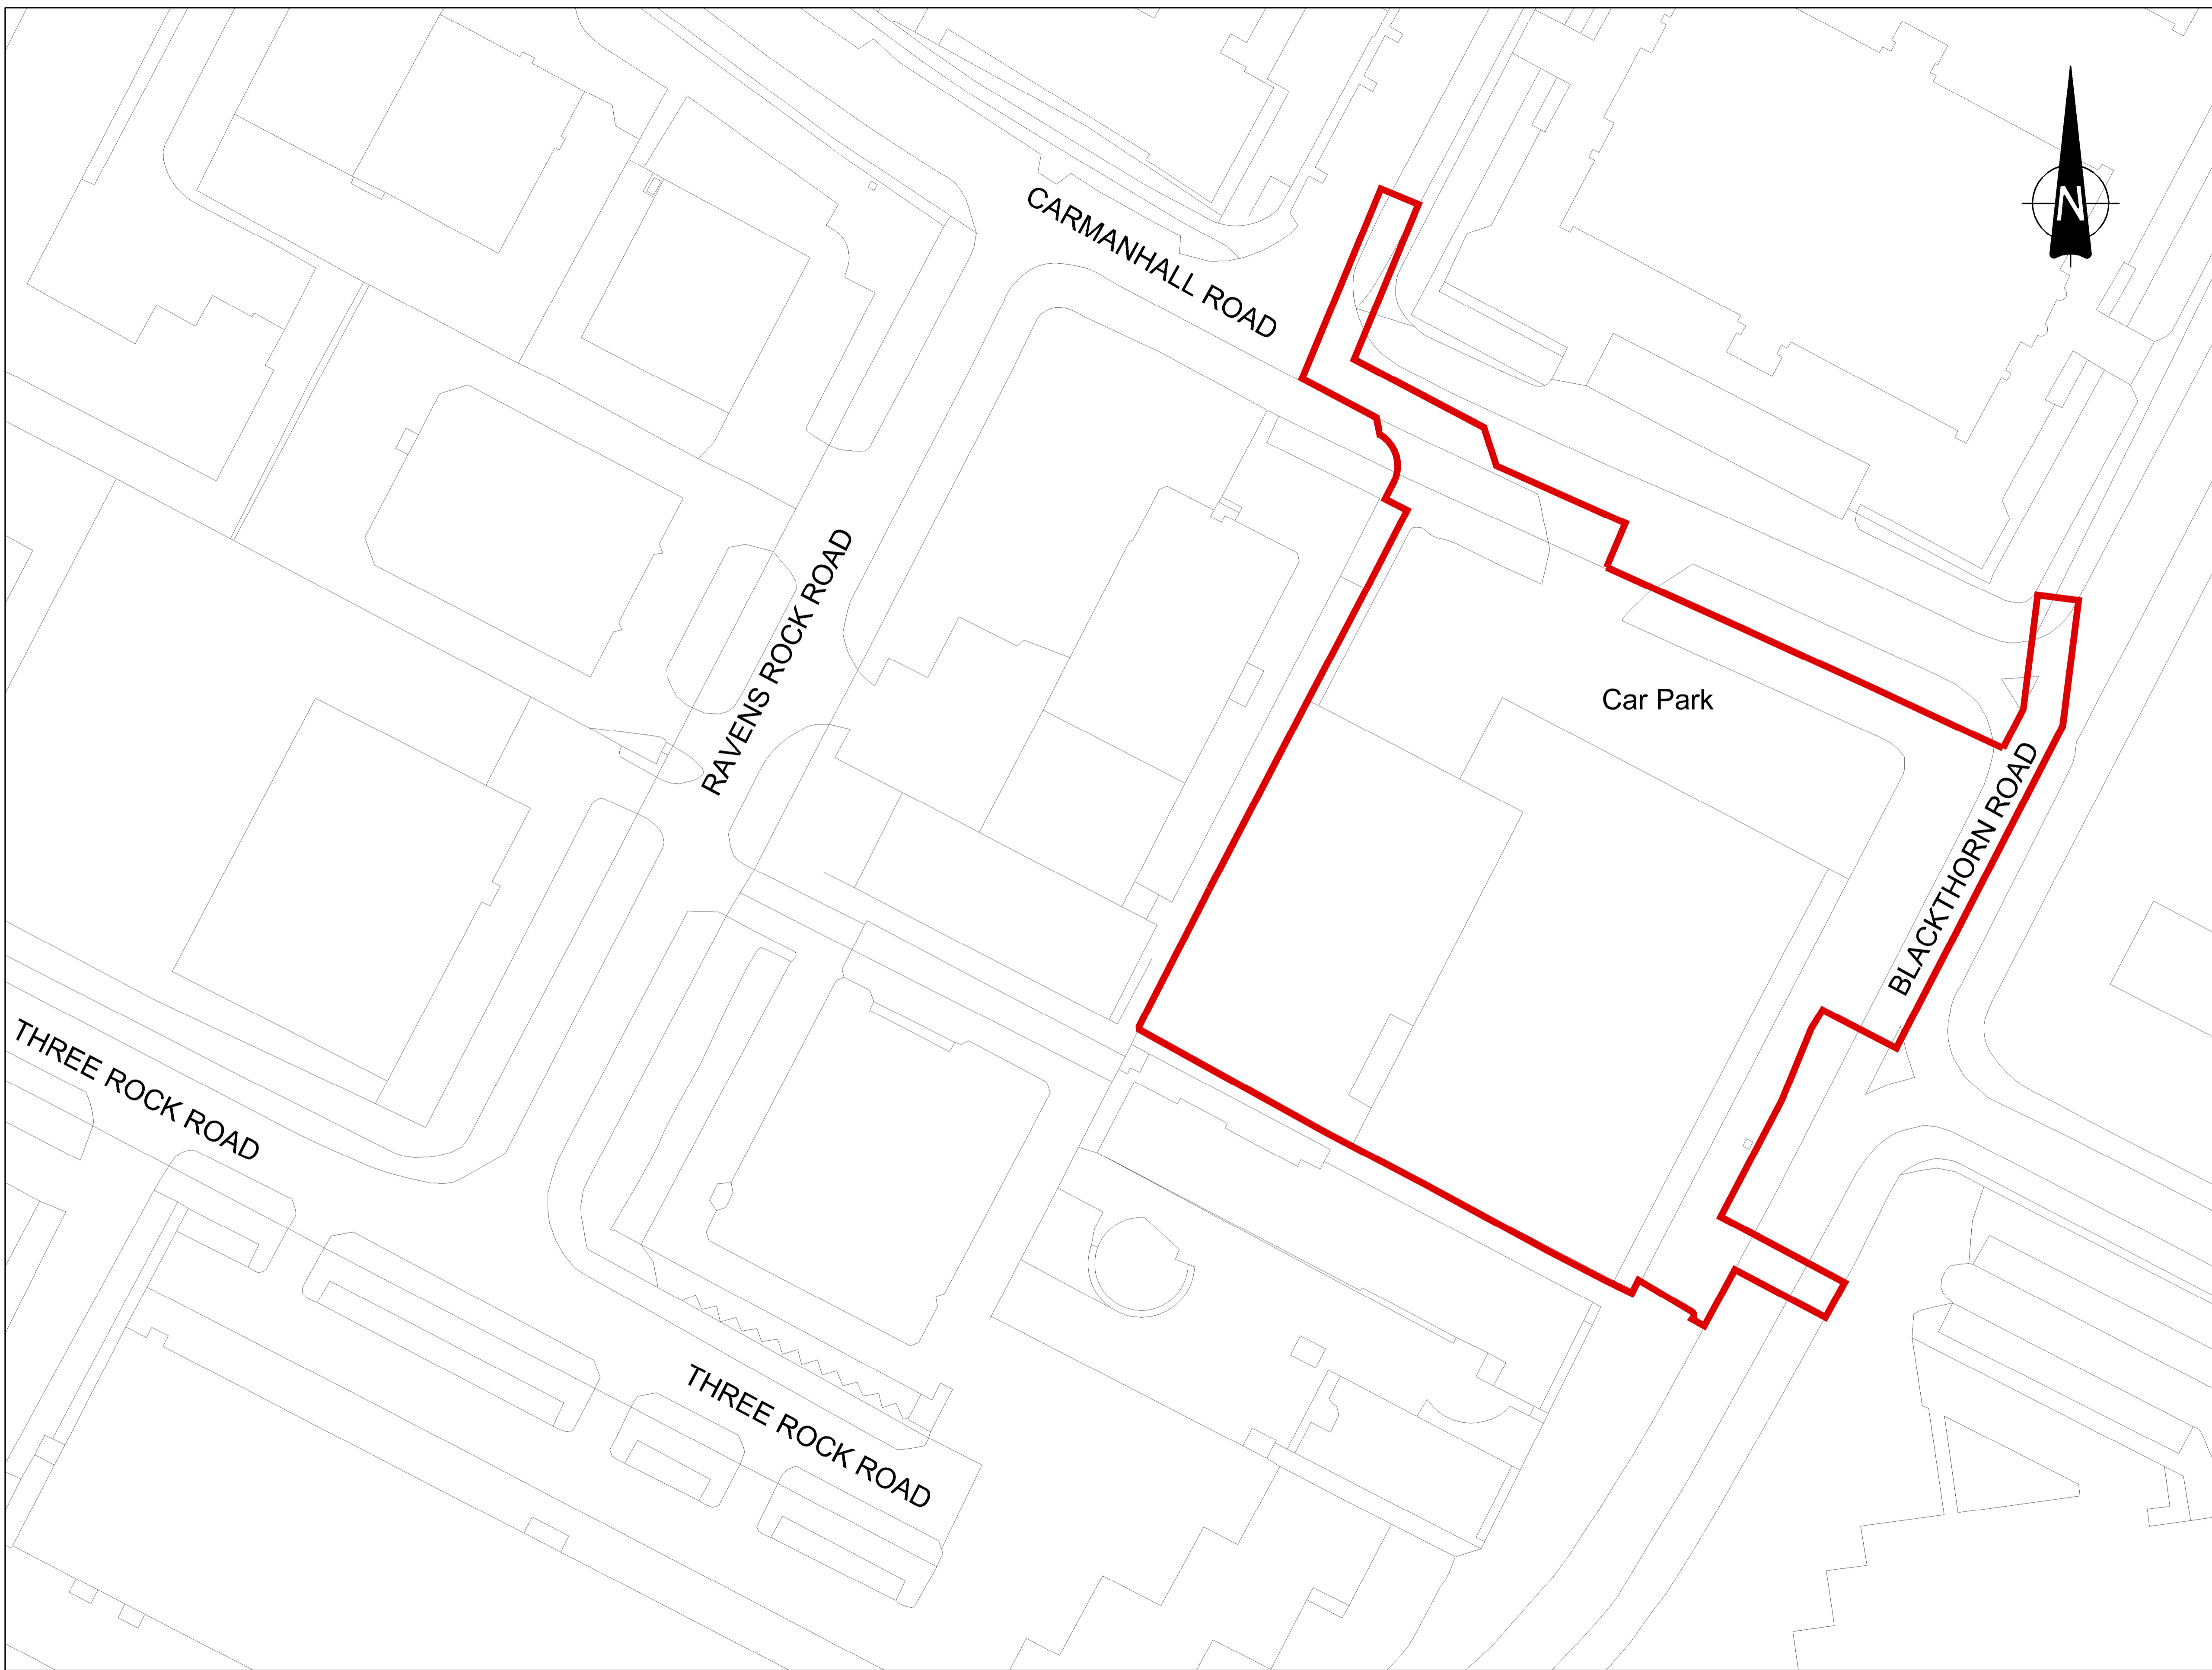 CARMANHALL ROAD
N
RAVENS ROCK ROAD
Car Park
BLACKTHORN ROAD
THREE ROCK ROAD
THREE ROCK ROAD